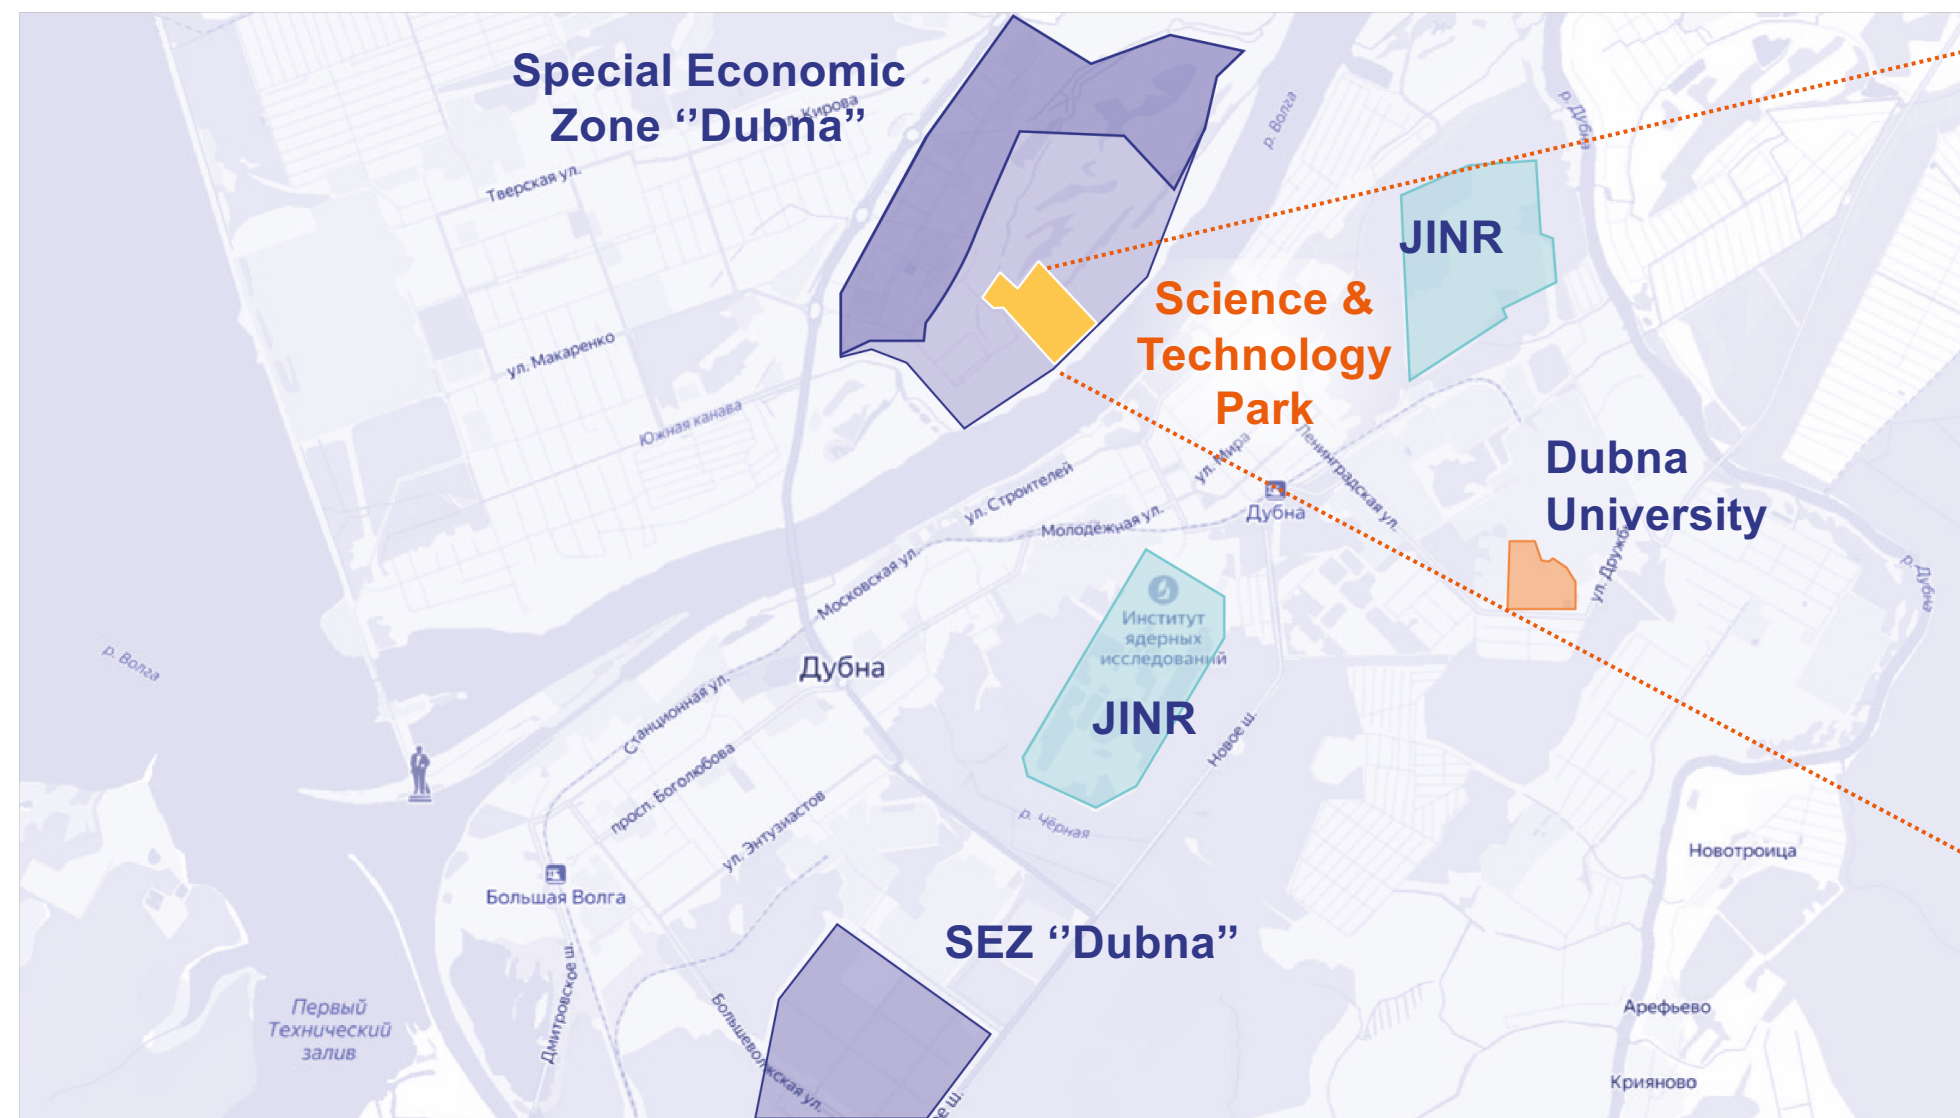 Special Economic
Zone ‘’Dubna’’
ул. Кирова
р. Волга
р. Дубна
Тверская ул.
JINR
Science &
Technology
Park
ул. Макаренко
Южная канава
ул. Мира
Ленинградская ул.
Dubna
University
ул. Строителей
Дубна
Молодёжная ул.
Московская ул.
ул. Дружбы
р. Дубна
Институт
ядерных
исследований
р. Волга
Дубна
Станционная ул.
JINR
Новое ш.
просп. Боголюбова
ул. Энтузиастов
р. Чёрная
Новотроица
Большая Волга
SEZ ‘’Dubna’’
Дмитровское ш.
Первый
Технический
залив
Большеволжская ул.
Арефьево
Крияново
ое ш.